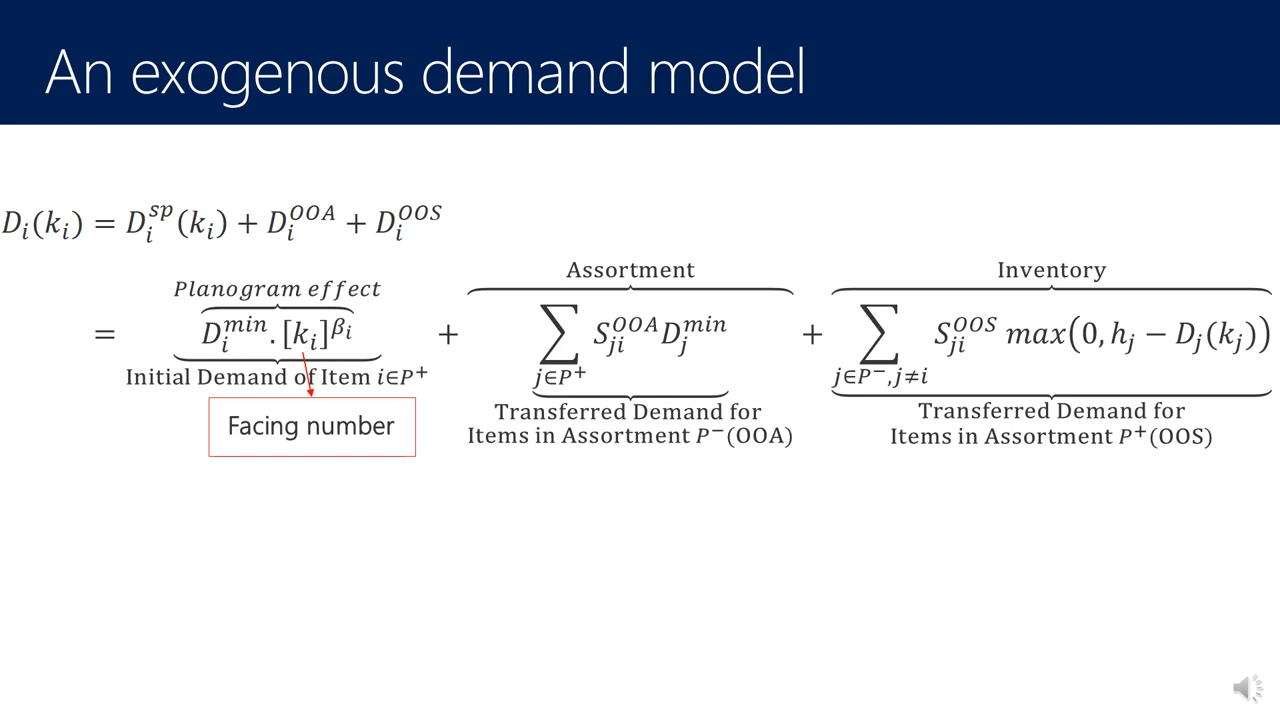 An exogenous demand model
D_i(k_i) = D_i^{sp}(k_i) + D_i^{OOA} + D_i^{OOS}
Planogram effect
Assortment
Inventory
= D_i^{min} . [k_i]^{β_i} + ∑_{j∈P^+} S_{ji}^{OOA} D_j^{min} + ∑_{j∈P^-, j≠i} S_{ji}^{OOS} max(0, h_j − D_j(k_j))
Initial Demand of Item i∈P^+
Transferred Demand for
Items in Assortment P^-(OOA)
Transferred Demand for
Items in Assortment P^+(OOS)
Facing number